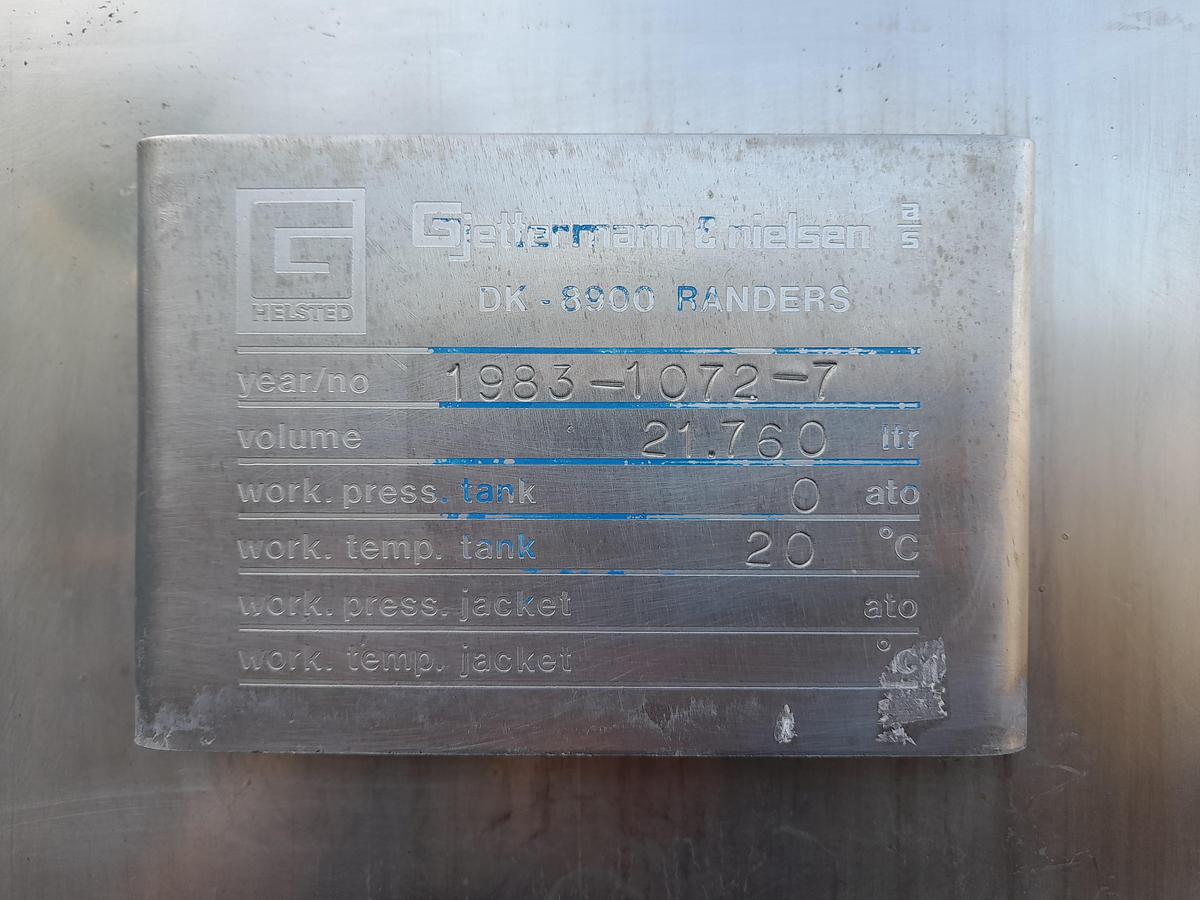 HELSTED
Gjettermann & nielsen a/s
DK - 8900 RANDERS
year/no 1983-1072-7
volume 21.760 ltr
work. press. tank 0 ato
work. temp. tank 20 °C
work. press. jacket ato
work. temp. jacket °C